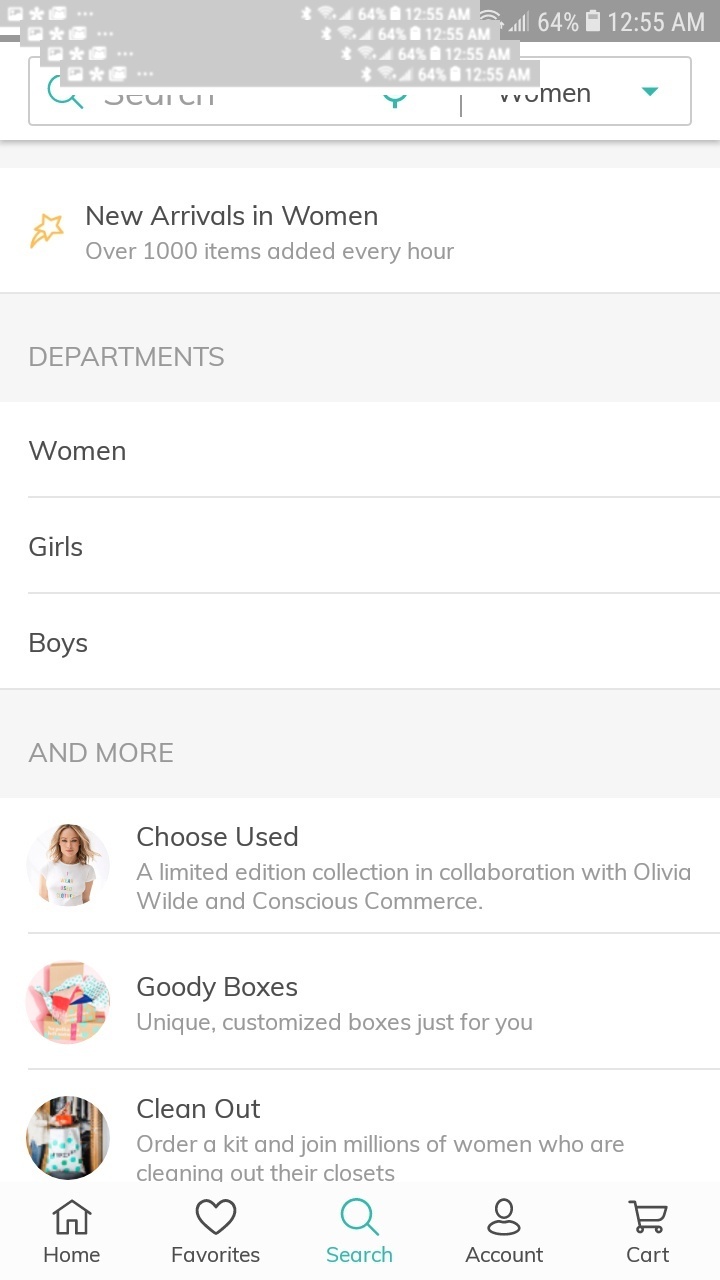 64% 12:55 AM
64% 12:55 AM
64% 12:55 AM
64% 12:55 AM
64% 12:55 AM
Search Women
New Arrivals in Women
Over 1000 items added every hour
DEPARTMENTS
Women
Girls
Boys
AND MORE
Choose Used
A limited edition collection in collaboration with Olivia
Wilde and Conscious Commerce.
Goody Boxes
Unique, customized boxes just for you
Clean Out
Order a kit and join millions of women who are
cleaning out their closets
Home Favorites Search Account Cart